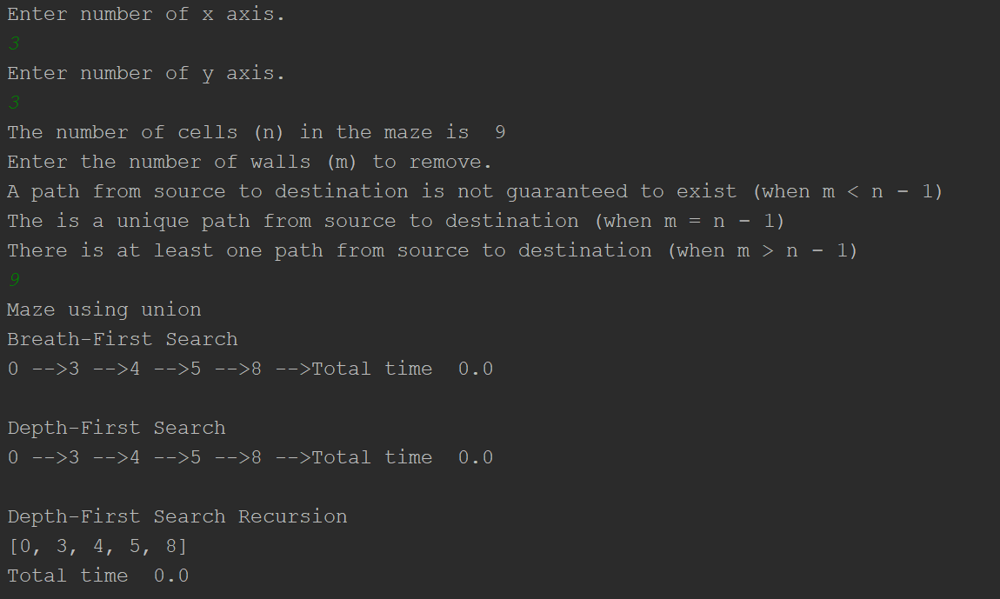 Enter number of x axis.
3
Enter number of y axis.
3
The number of cells (n) in the maze is  9
Enter the number of walls (m) to remove.
A path from source to destination is not guaranteed to exist (when m < n - 1)
The is a unique path from source to destination (when m = n - 1)
There is at least one path from source to destination (when m > n - 1)
9
Maze using union
Breath-First Search
0 -->3 -->4 -->5 -->8 -->Total time  0.0
Depth-First Search
0 -->3 -->4 -->5 -->8 -->Total time  0.0
Depth-First Search Recursion
[0, 3, 4, 5, 8]
Total time  0.0